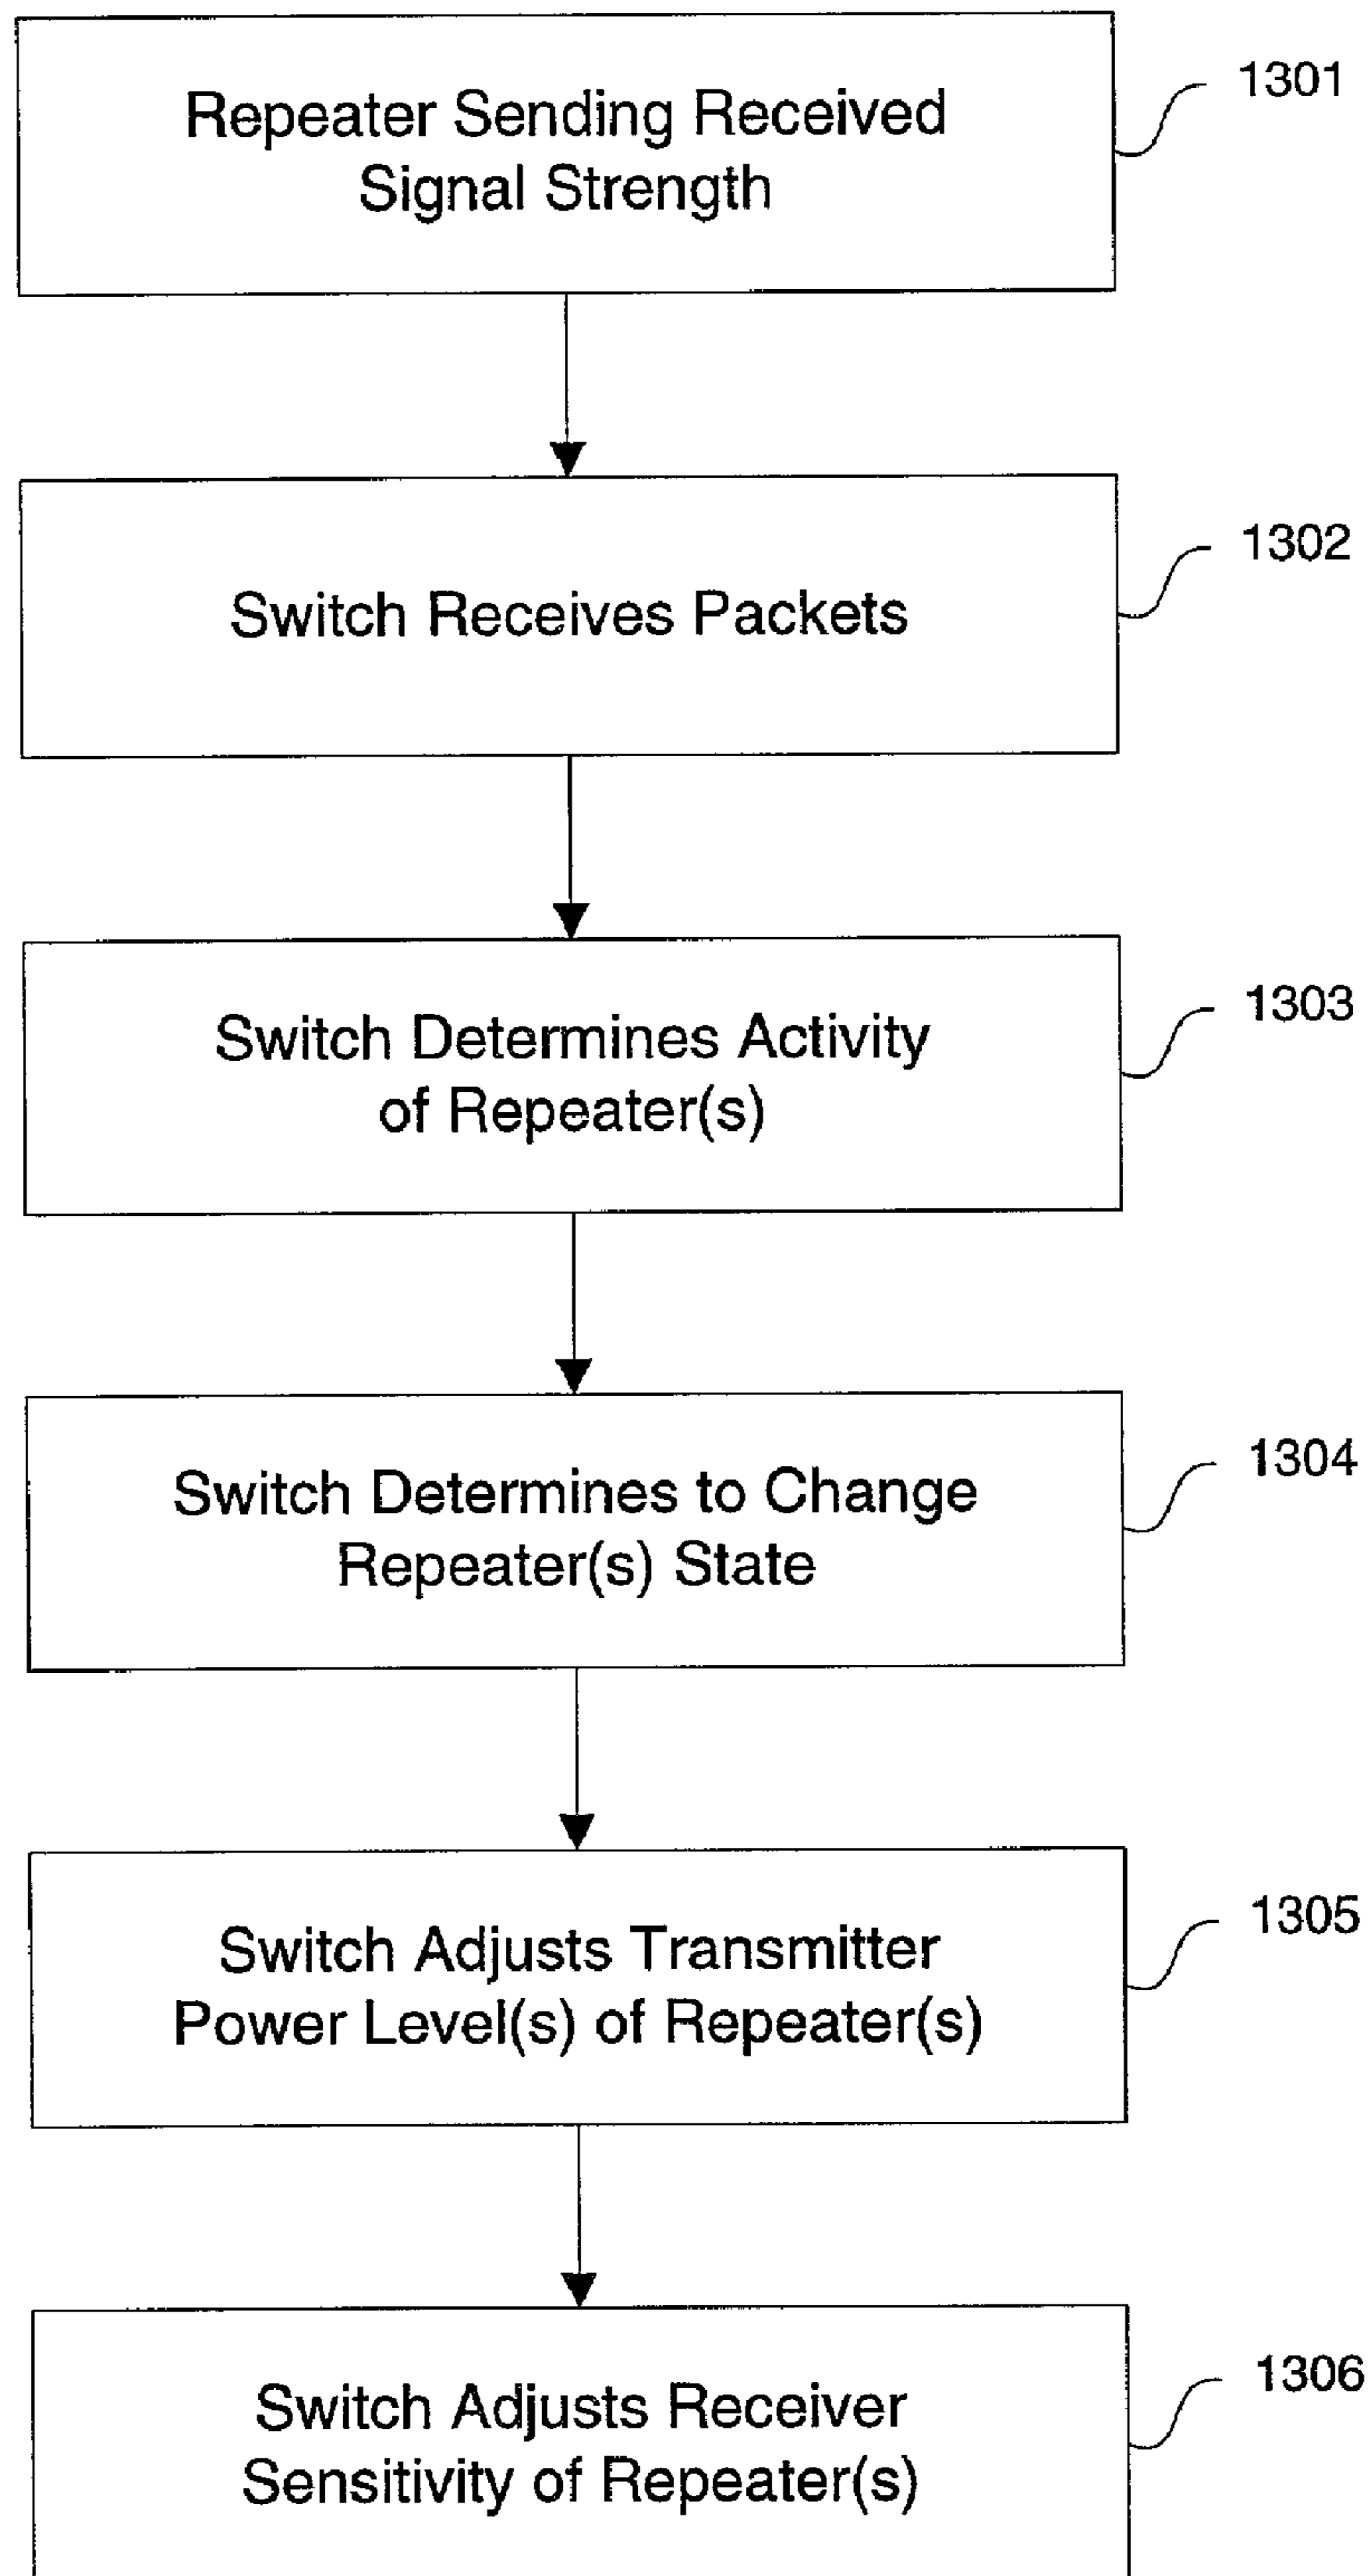 Repeater Sending Received
Signal Strength
1301
Switch Receives Packets
1302
Switch Determines Activity
of Repeater(s)
1303
Switch Determines to Change
Repeater(s) State
1304
Switch Adjusts Transmitter
Power Level(s) of Repeater(s)
1305
Switch Adjusts Receiver
Sensitivity of Repeater(s)
1306